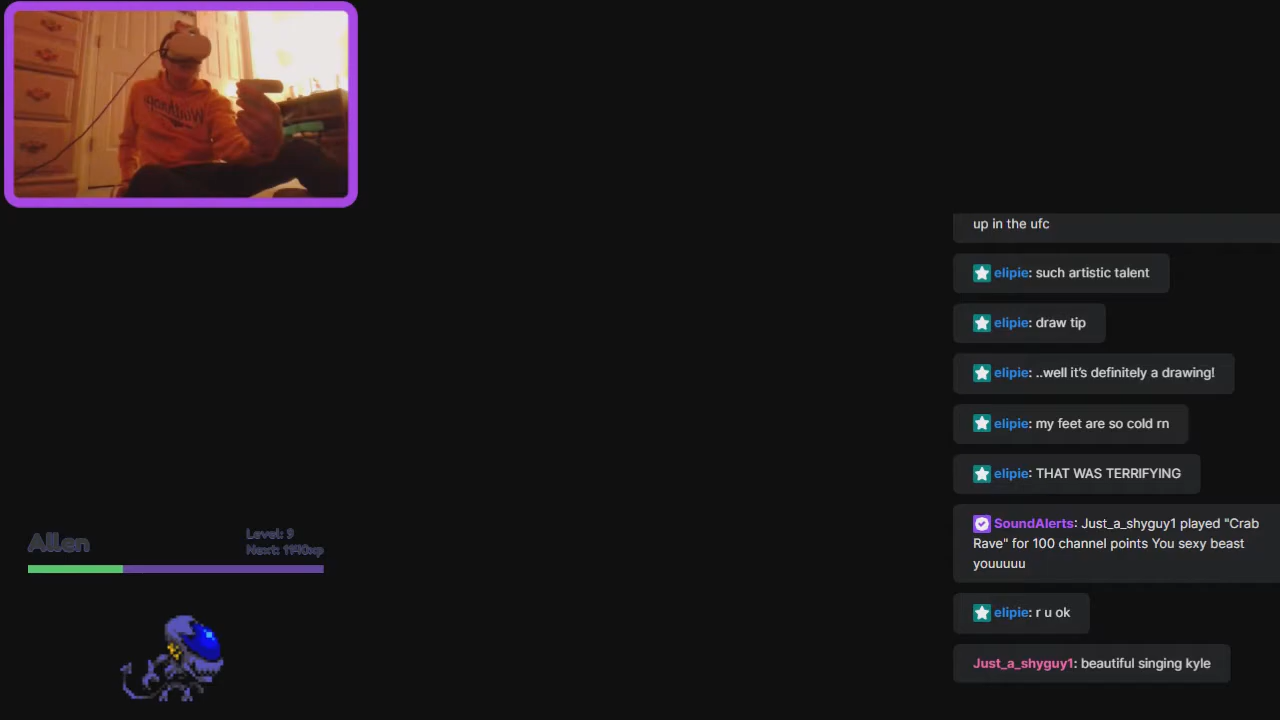 up in the ufc
elipie: such artistic talent
elipie: draw tip
elipie: ..well it's definitely a drawing!
elipie: my feet are so cold rn
elipie: THAT WAS TERRIFYING
SoundAlerts: Just_a_shyguy1 played "Crab
Rave" for 100 channel points You sexy beast
youuuuu
elipie: r u ok
Just_a_shyguy1: beautiful singing kyle
Allen
Level: 9
Next: 1140xp